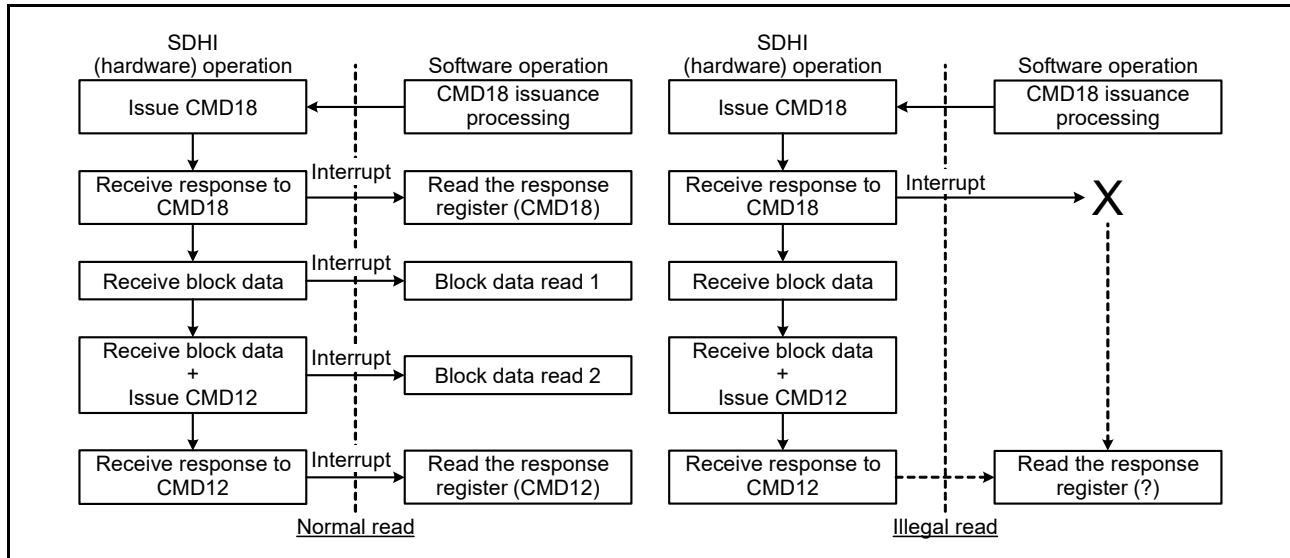 SDHI
(hardware) operation
Software operation
Issue CMD18
CMD18 issuance
processing
Interrupt
Receive response to
CMD18
Read the response
register (CMD18)
Interrupt
Receive block data
Block data read 1
Interrupt
Receive block data
+
Issue CMD12
Block data read 2
Interrupt
Receive response to
CMD12
Read the response
register (CMD12)
Normal read
SDHI
(hardware) operation
Software operation
Issue CMD18
CMD18 issuance
processing
Receive response to
CMD18
Interrupt
X
Receive block data
Receive block data
+
Issue CMD12
Receive response to
CMD12
Read the response
register (?)
Illegal read